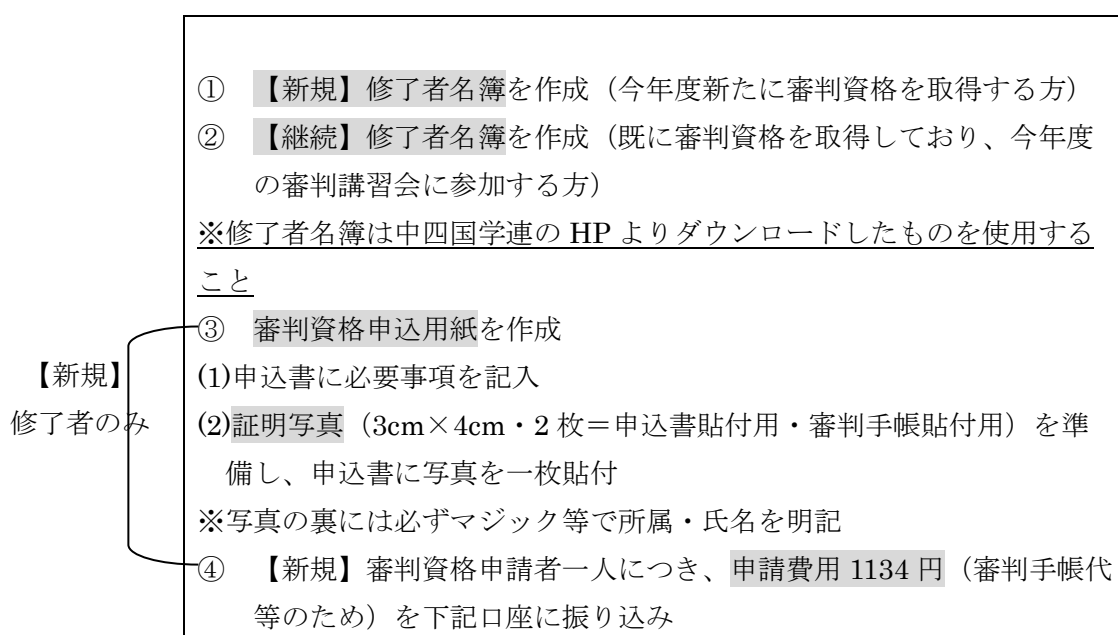 ① 【新規】修了者名簿を作成（今年度新たに審判資格を取得する方）
② 【継続】修了者名簿を作成（既に審判資格を取得しており、今年度
の審判講習会に参加する方）
※修了者名簿は中四国学連の HP よりダウンロードしたものを使用する
こと
③ 審判資格申込用紙を作成
【新規】
修了者のみ
(1)申込書に必要事項を記入
(2)証明写真（3cm×4cm・2 枚＝申込書貼付用・審判手帳貼付用）を準
備し、申込書に写真を一枚貼付
※写真の裏には必ずマジック等で所属・氏名を明記
④ 【新規】審判資格申請者一人につき、申請費用 1134 円（審判手帳代
等のため）を下記口座に振り込み